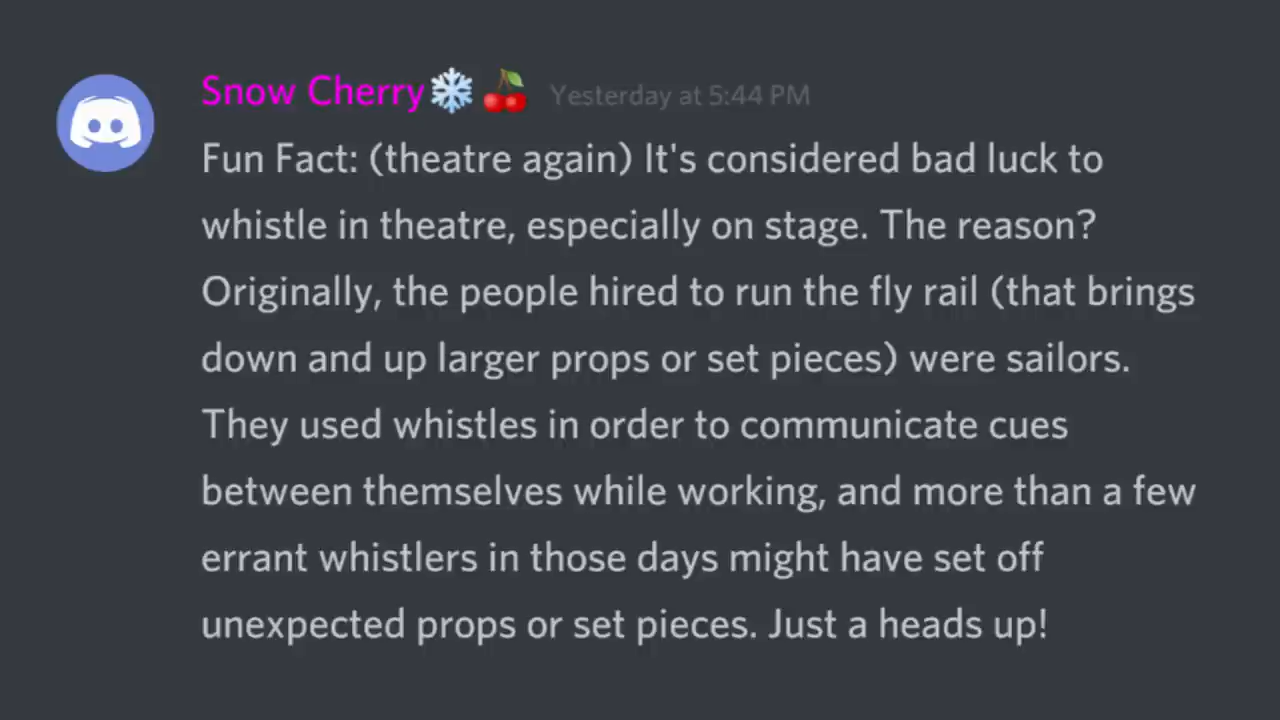 Snow Cherry❄️🍒 Yesterday at 5:44 PM
Fun Fact: (theatre again) It's considered bad luck to
whistle in theatre, especially on stage. The reason?
Originally, the people hired to run the fly rail (that brings
down and up larger props or set pieces) were sailors.
They used whistles in order to communicate cues
between themselves while working, and more than a few
errant whistlers in those days might have set off
unexpected props or set pieces. Just a heads up!